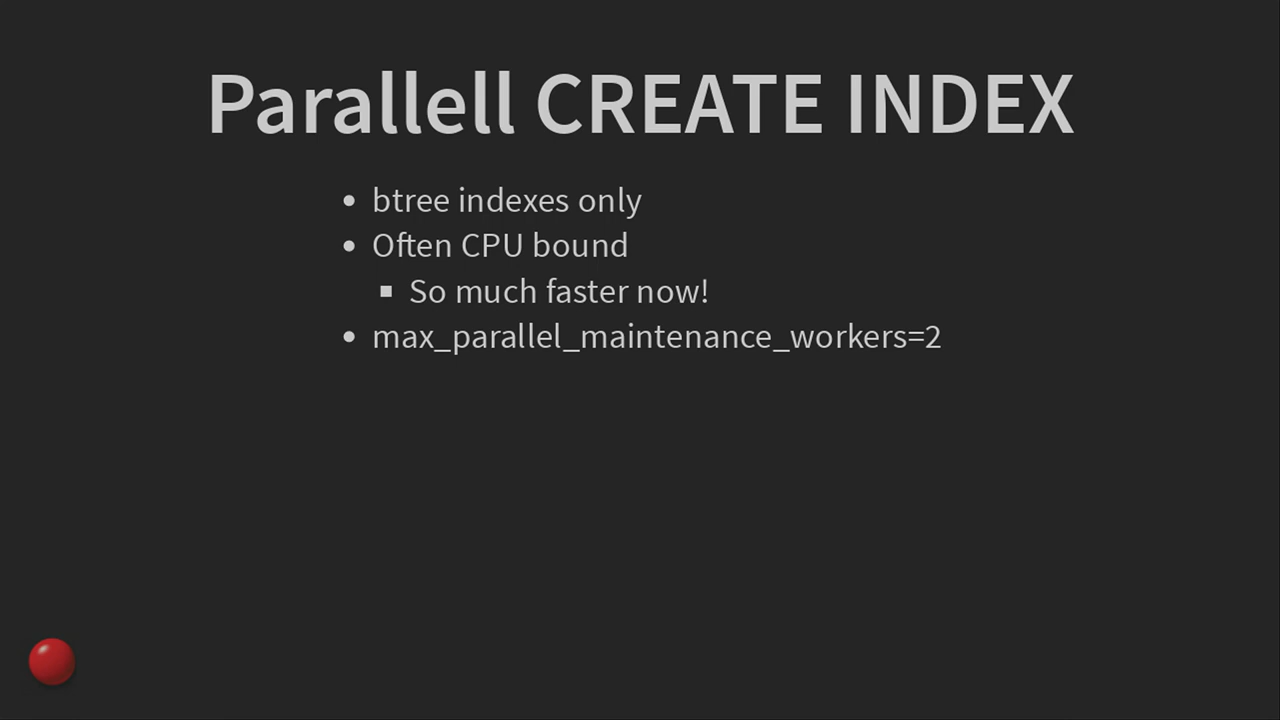 Parallell CREATE INDEX
btree indexes only
Often CPU bound
So much faster now!
max_parallel_maintenance_workers=2